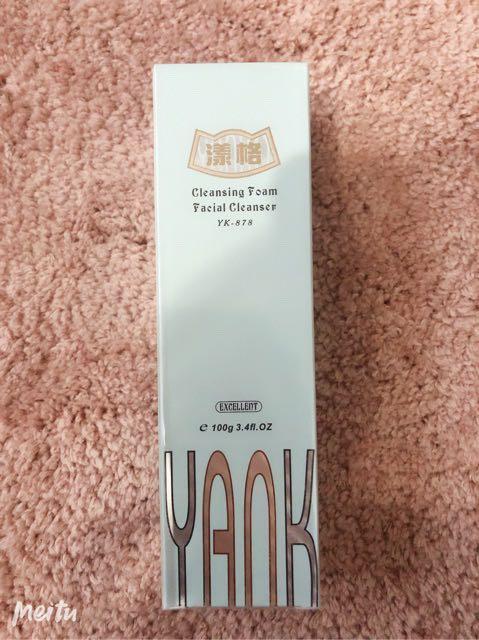 漾格
Cleansing Foam
Facial Cleanser
YK-878
EXCELLENT
e 100g 3.4fl.OZ
YANK
Meitu